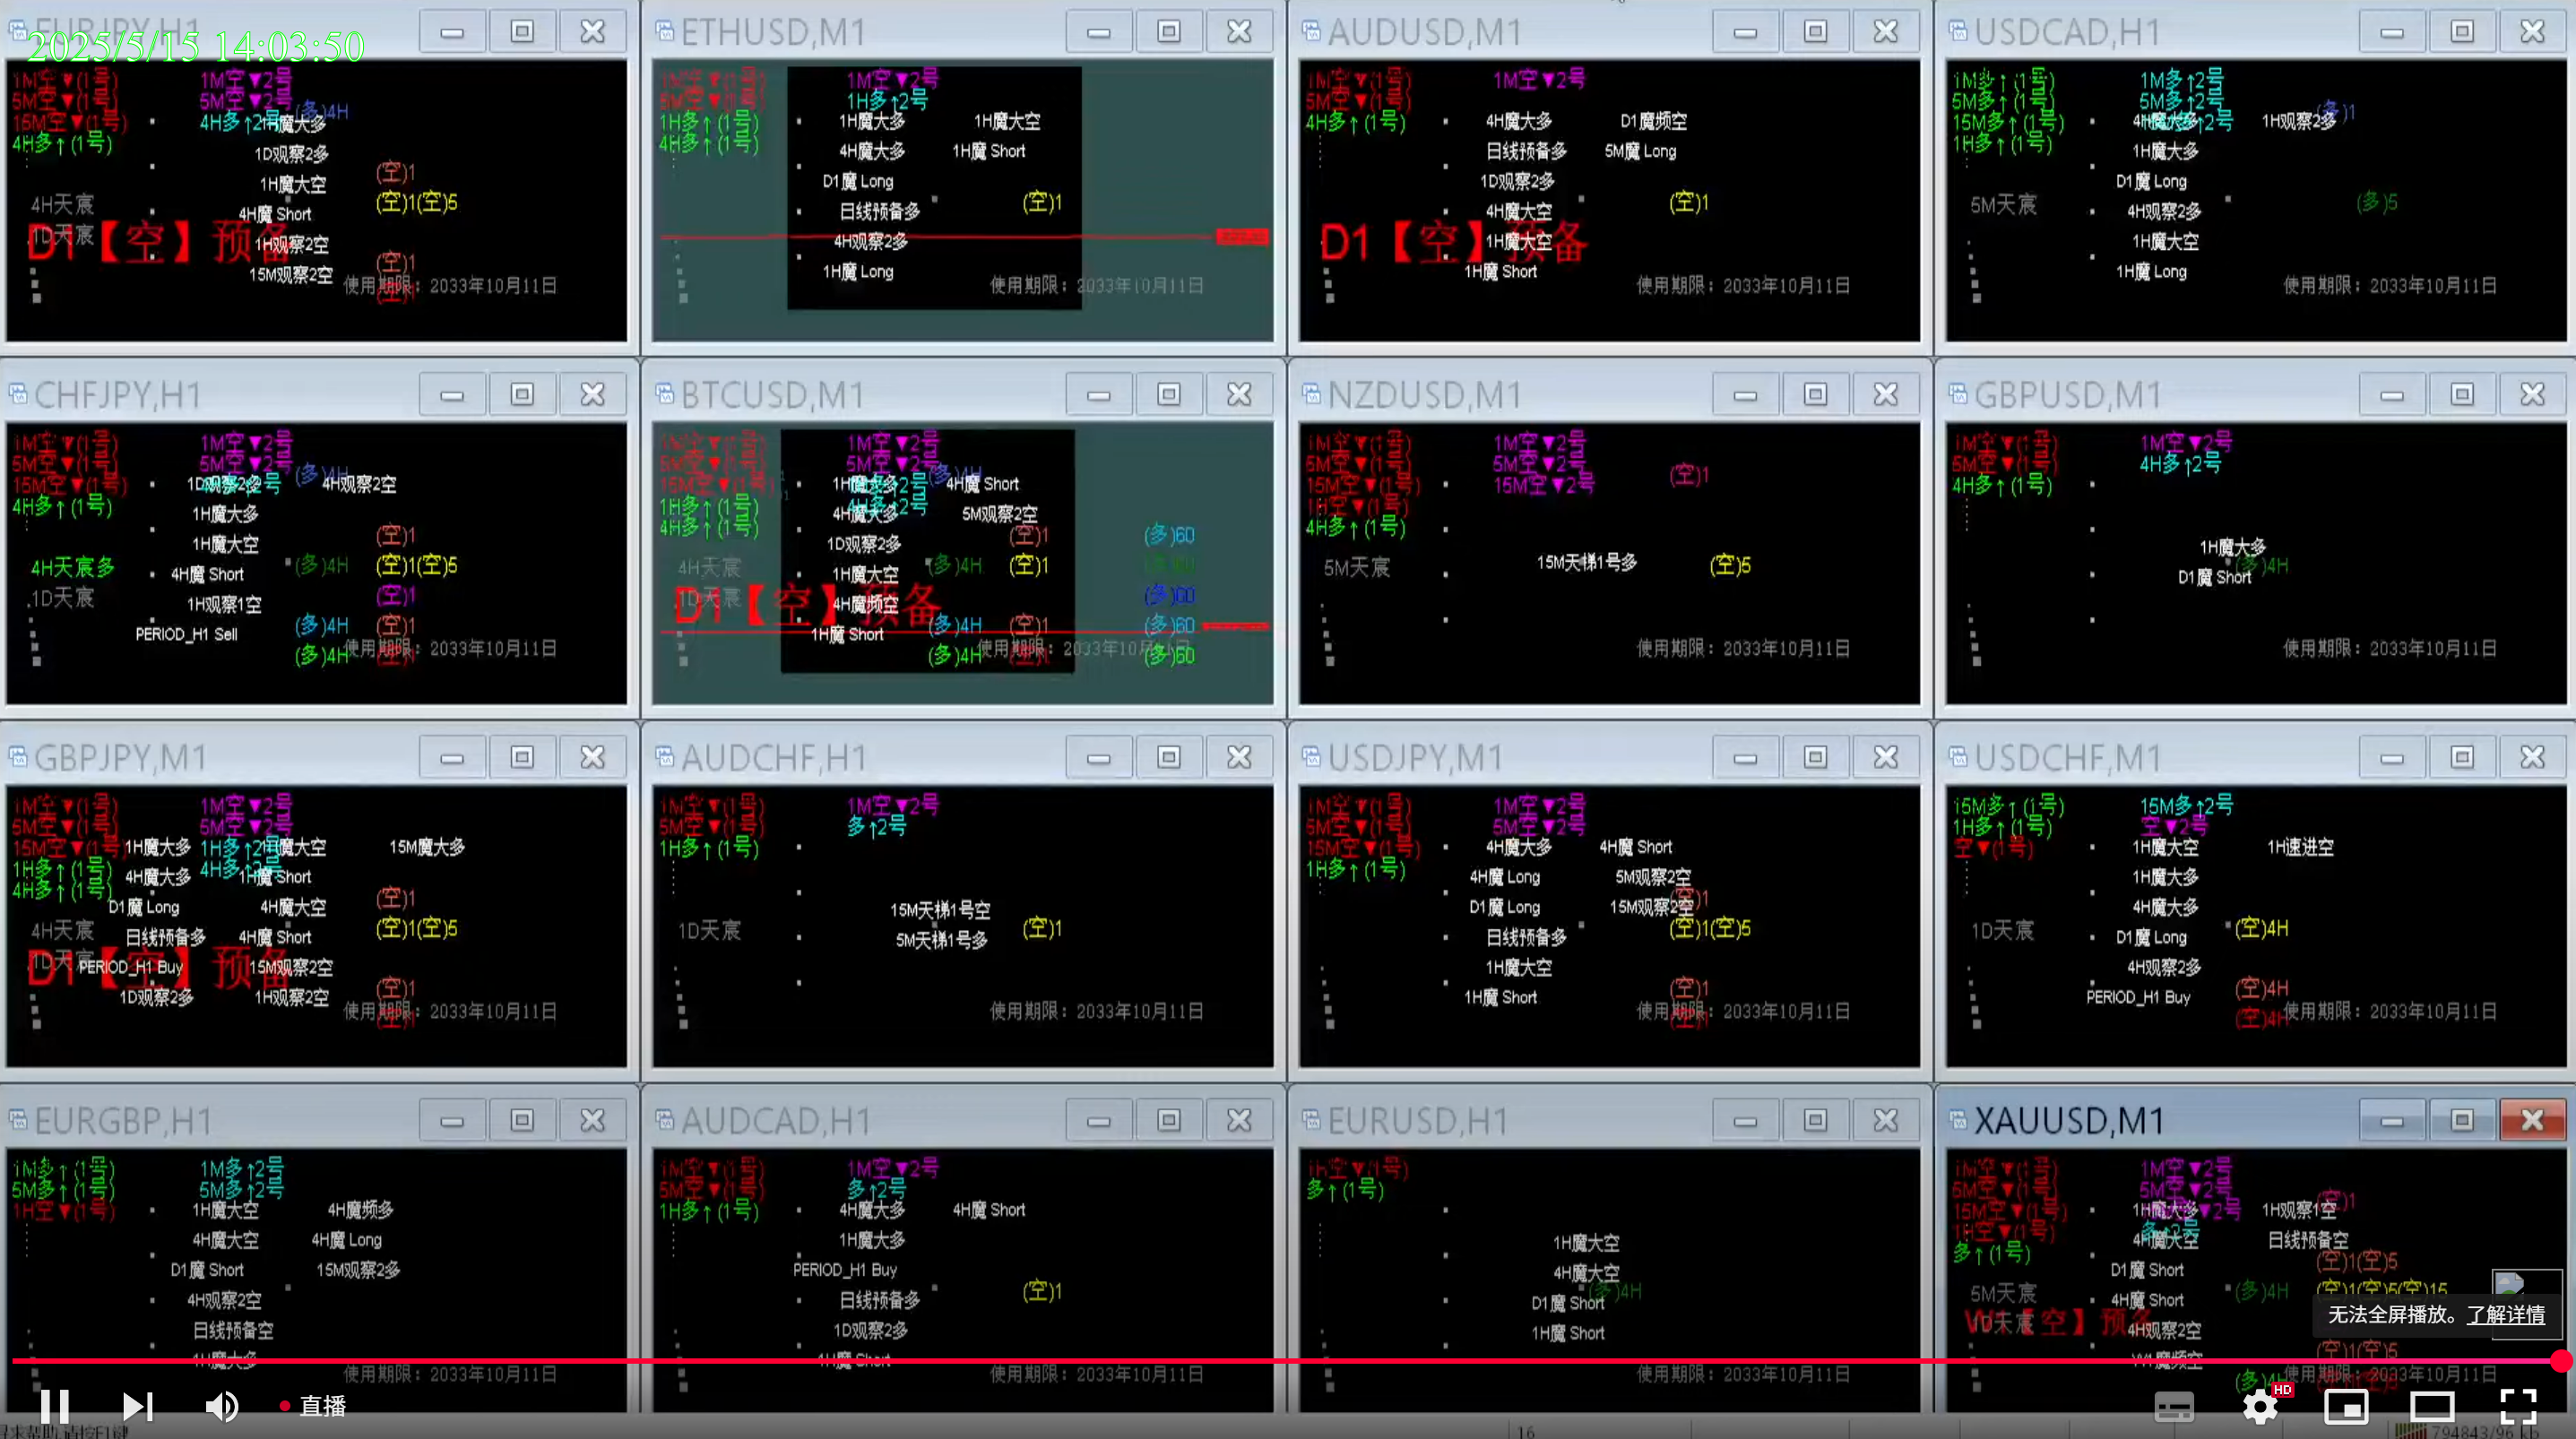 EURJPY,H1
2025/5/15 14:03:50
1M空▼(1号)
1M空▼2号
5M空▼(1号)
5M空▼2号
(多)4H
15M空▼(1号)
4H多↑2号
1H魔大多
4H多↑(1号)
1D观察2多
(空)1
1H魔大空
4H天宸
(空)1(空)5
4H魔 Short
1D天宸
D1【空】预备
1H观察2空
(空)1
15M观察2空
使用期限：2033年10月11日
ETHUSD,M1
1M空▼(1号)
1M空▼2号
5M空▼(1号)
1H多↑2号
1H多↑(1号)
1H魔大多
1H魔大空
4H多↑(1号)
4H魔大多
1H魔 Short
D1魔 Long
日线预备多
(空)1
4H观察2多
1H魔 Long
使用期限：2033年10月11日
AUDUSD,M1
1M空▼(1号)
1M空▼2号
5M空▼(1号)
4H多↑(1号)
4H魔大多
D1魔频空
日线预备多
5M魔 Long
1D观察2多
4H魔大空
(空)1
D1【空】预备
1H魔大空
1H魔 Short
使用期限：2033年10月11日
USDCAD,H1
1M多↑(1号)
1M多↑2号
5M多↑(1号)
5M多↑2号
(多)1
15M多↑(1号)
4H魔大多
1H观察2多
1H多↑(1号)
1H魔大多
D1魔 Long
5M天宸
4H观察2多
(多)5
1H魔大空
1H魔 Long
使用期限：2033年10月11日
CHFJPY,H1
1M空▼(1号)
1M空▼2号
5M空▼(1号)
5M空▼2号
(多)4H
15M空▼(1号)
1D观察2多
4H观察2空
4H多↑(1号)
1H魔大多
(空)1
1H魔大空
4H天宸多
(多)4H
(空)1(空)5
4H魔 Short
1D天宸
(空)1
1H观察1空
(多)4H
(空)1
PERIOD_H1 Sell
(多)4H
使用期限：2033年10月11日
BTCUSD,M1
1M空▼(1号)
1M空▼2号
5M空▼(1号)
5M空▼2号
(多)4H
15M空▼(1号)
1H魔大多
4H魔 Short
1H多↑(1号)
4H魔大多
5M观察2空
4H多↑(1号)
(空)1
(多)60
1D观察2多
4H天宸
(多)4H
(空)1
1H魔大空
1D天宸
D1【空】预备
4H魔频空
(多)4H
(空)1
(多)60
1H魔 Short
(多)4H
(多)60
使用期限：2033年10月11日
NZDUSD,M1
1M空▼(1号)
1M空▼2号
5M空▼(1号)
5M空▼2号
(空)1
15M空▼(1号)
15M空▼2号
1H空▼(1号)
4H多↑(1号)
5M天宸
15M天梯1号多
(空)5
使用期限：2033年10月11日
GBPUSD,M1
1M空▼(1号)
1M空▼2号
5M空▼(1号)
4H多↑2号
4H多↑(1号)
1H魔大多
(多)4H
D1魔 Short
使用期限：2033年10月11日
GBPJPY,M1
1M空▼(1号)
1M空▼2号
5M空▼(1号)
5M空▼2号
15M空▼(1号)
1H魔大多
1H多↑2号
1H魔大空
15M魔大多
1H多↑(1号)
4H多↑2号
4H魔大多
1H魔 Short
4H多↑(1号)
(空)1
D1魔 Long
4H魔大空
4H天宸
(空)1(空)5
日线预备多
4H魔 Short
1D天宸
D1【空】预备
PERIOD_H1 Buy
15M观察2空
(空)1
1D观察2多
1H观察2空
使用期限：2033年10月11日
AUDCHF,H1
1M空▼(1号)
1M空▼2号
5M空▼(1号)
多↑2号
1H多↑(1号)
15M天梯1号空
1D天宸
(空)1
5M天梯1号多
使用期限：2033年10月11日
USDJPY,M1
1M空▼(1号)
1M空▼2号
5M空▼(1号)
5M空▼2号
15M空▼(1号)
4H魔大多
4H魔 Short
1H多↑(1号)
4H魔 Long
5M观察2空
D1魔 Long
15M观察2空
(空)1(空)5
日线预备多
1H魔大空
(空)1
1H魔 Short
使用期限：2033年10月11日
USDCHF,M1
15M多↑(1号)
15M多↑2号
1H多↑(1号)
空▼2号
空▼(1号)
1H魔大空
1H速进空
1H魔大多
4H魔大多
1D天宸
(空)4H
D1魔 Long
4H观察2多
(空)4H
PERIOD_H1 Buy
(空)4H
使用期限：2033年10月11日
EURGBP,H1
1M多↑(1号)
1M多↑2号
5M多↑(1号)
5M多↑2号
1H空▼(1号)
1H魔大空
4H魔频多
4H魔大空
4H魔 Long
D1魔 Short
15M观察2多
4H观察2空
日线预备空
1H魔大多
使用期限：2033年10月11日
AUDCAD,H1
1M空▼(1号)
1M空▼2号
5M空▼(1号)
多↑2号
1H多↑(1号)
4H魔大多
4H魔 Short
1H魔大多
PERIOD_H1 Buy
(空)1
日线预备多
1D观察2多
1H魔 Short
使用期限：2033年10月11日
EURUSD,H1
1H空▼(1号)
多↑(1号)
1H魔大空
4H魔大空
(多)4H
D1魔 Short
1H魔 Short
使用期限：2033年10月11日
XAUUSD,M1
1M空▼(1号)
1M空▼2号
5M空▼(1号)
5M空▼2号
(空)1
15M空▼(1号)
1H魔大多
1H观察1空
1H空▼(1号)
多↑2号
4H魔大空
日线预备空
多↑(1号)
(空)1(空)5
D1魔 Short
5M天宸
(多)4H
(空)1(空)5(空)15
4H魔 Short
1D天宸
【空】预备
4H观察2空
(空)1(空)5
W1魔频空
使用期限：2033年10月11日
无法全屏播放。了解详情
直播
HD
16